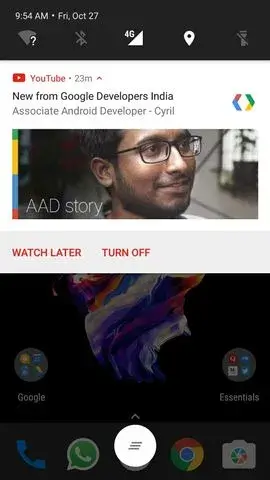 9:54 AM • Fri, Oct 27
?
4G
YouTube • 23m
New from Google Developers India
Associate Android Developer - Cyril
AAD story
WATCH LATER TURN OFF
Google Essentials